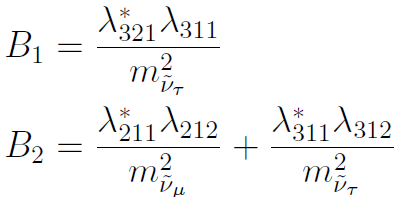 B_1 = \frac{\lambda^*_{321} \lambda_{311}}{m^2_{\tilde{\nu}_\tau}}
B_2 = \frac{\lambda^*_{211} \lambda_{212}}{m^2_{\tilde{\nu}_\mu}} + \frac{\lambda^*_{311} \lambda_{312}}{m^2_{\tilde{\nu}_\tau}}